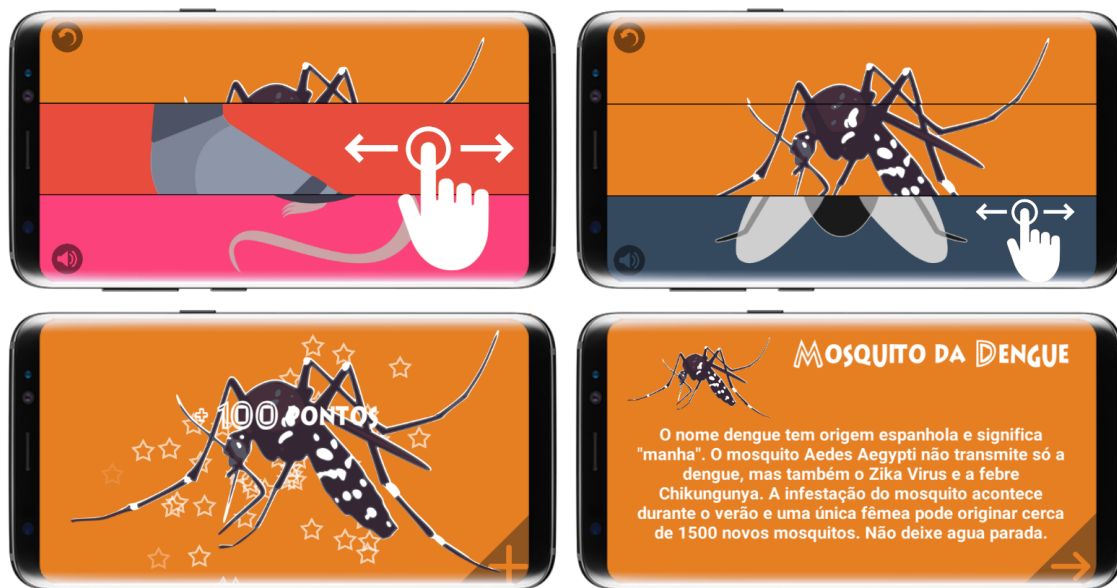 + 100 PONTOS
MOSQUITO DA DENGUE
O nome dengue tem origem espanhola e significa
"manha". O mosquito Aedes Aegypti não transmite só a
dengue, mas também o Zika Virus e a febre
Chikungunya. A infestação do mosquito acontece
durante o verão e uma única fêmea pode originar cerca
de 1500 novos mosquitos. Não deixe agua parada.